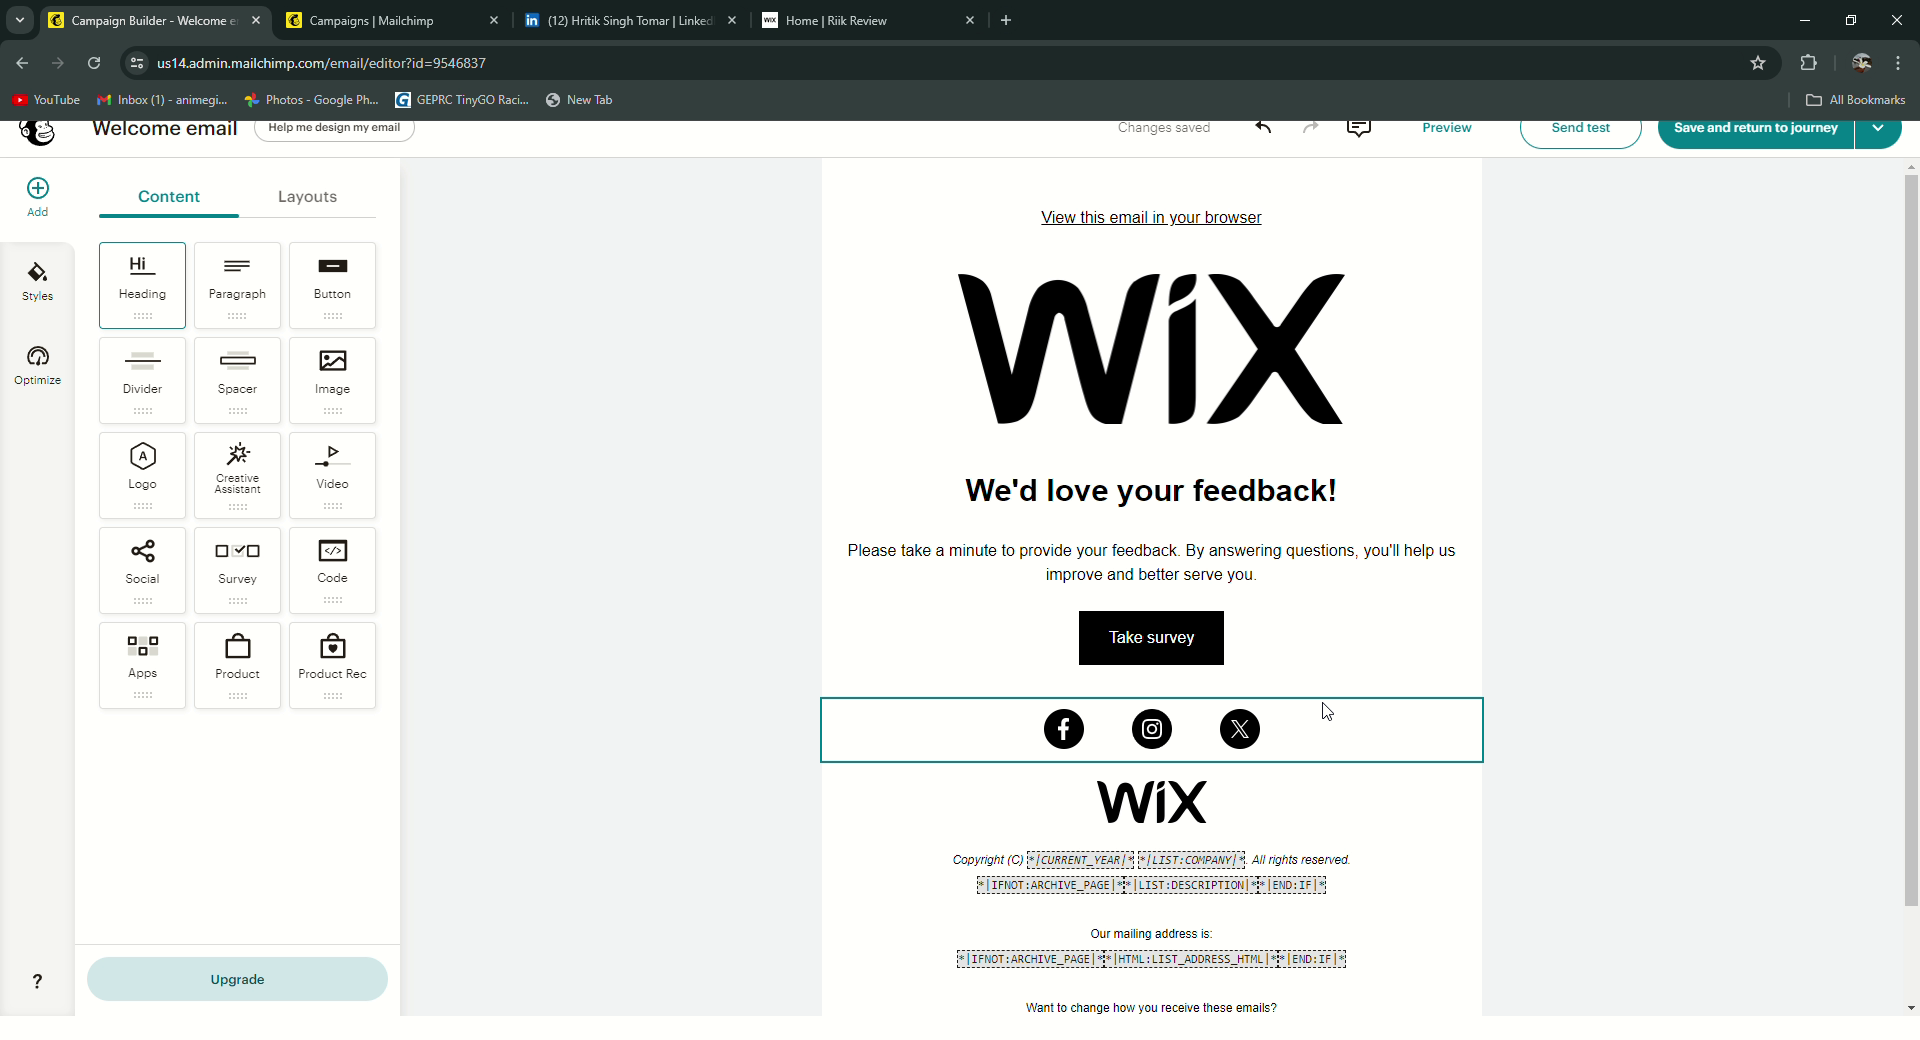 Campaign Builder - Welcome e
Campaigns | Mailchimp
(12) Hritik Singh Tomar | Linked
Home | Riik Review
us14.admin.mailchimp.com/email/editor?id=9546837
YouTube
Inbox (1) - animegi...
Photos - Google Ph...
GEPRC TinyGO Raci...
New Tab
All Bookmarks
Welcome email
Help me design my email
Changes saved
Preview
Send test
Save and return to journey
Add
Styles
Optimize
Content
Layouts
Hi
Heading
Paragraph
Button
Divider
Spacer
Image
Logo
Creative Assistant
Video
Social
Survey
Code
Apps
Product
Product Rec
?
Upgrade
View this email in your browser
WiX
We'd love your feedback!
Please take a minute to provide your feedback. By answering questions, you'll help us
improve and better serve you.
Take survey
WiX
Copyright (C) *|CURRENT_YEAR|* *|LIST:COMPANY|*. All rights reserved.
*|IFNOT:ARCHIVE_PAGE|**|LIST:DESCRIPTION|**|END:IF|*
Our mailing address is:
*|IFNOT:ARCHIVE_PAGE|**|HTML:LIST_ADDRESS_HTML|**|END:IF|*
Want to change how you receive these emails?